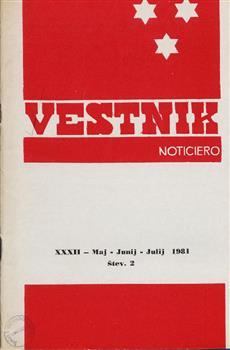 VESTNIK
NOTICIERO
XXXII – Maj - Junij - Julij 1981
štev. 2